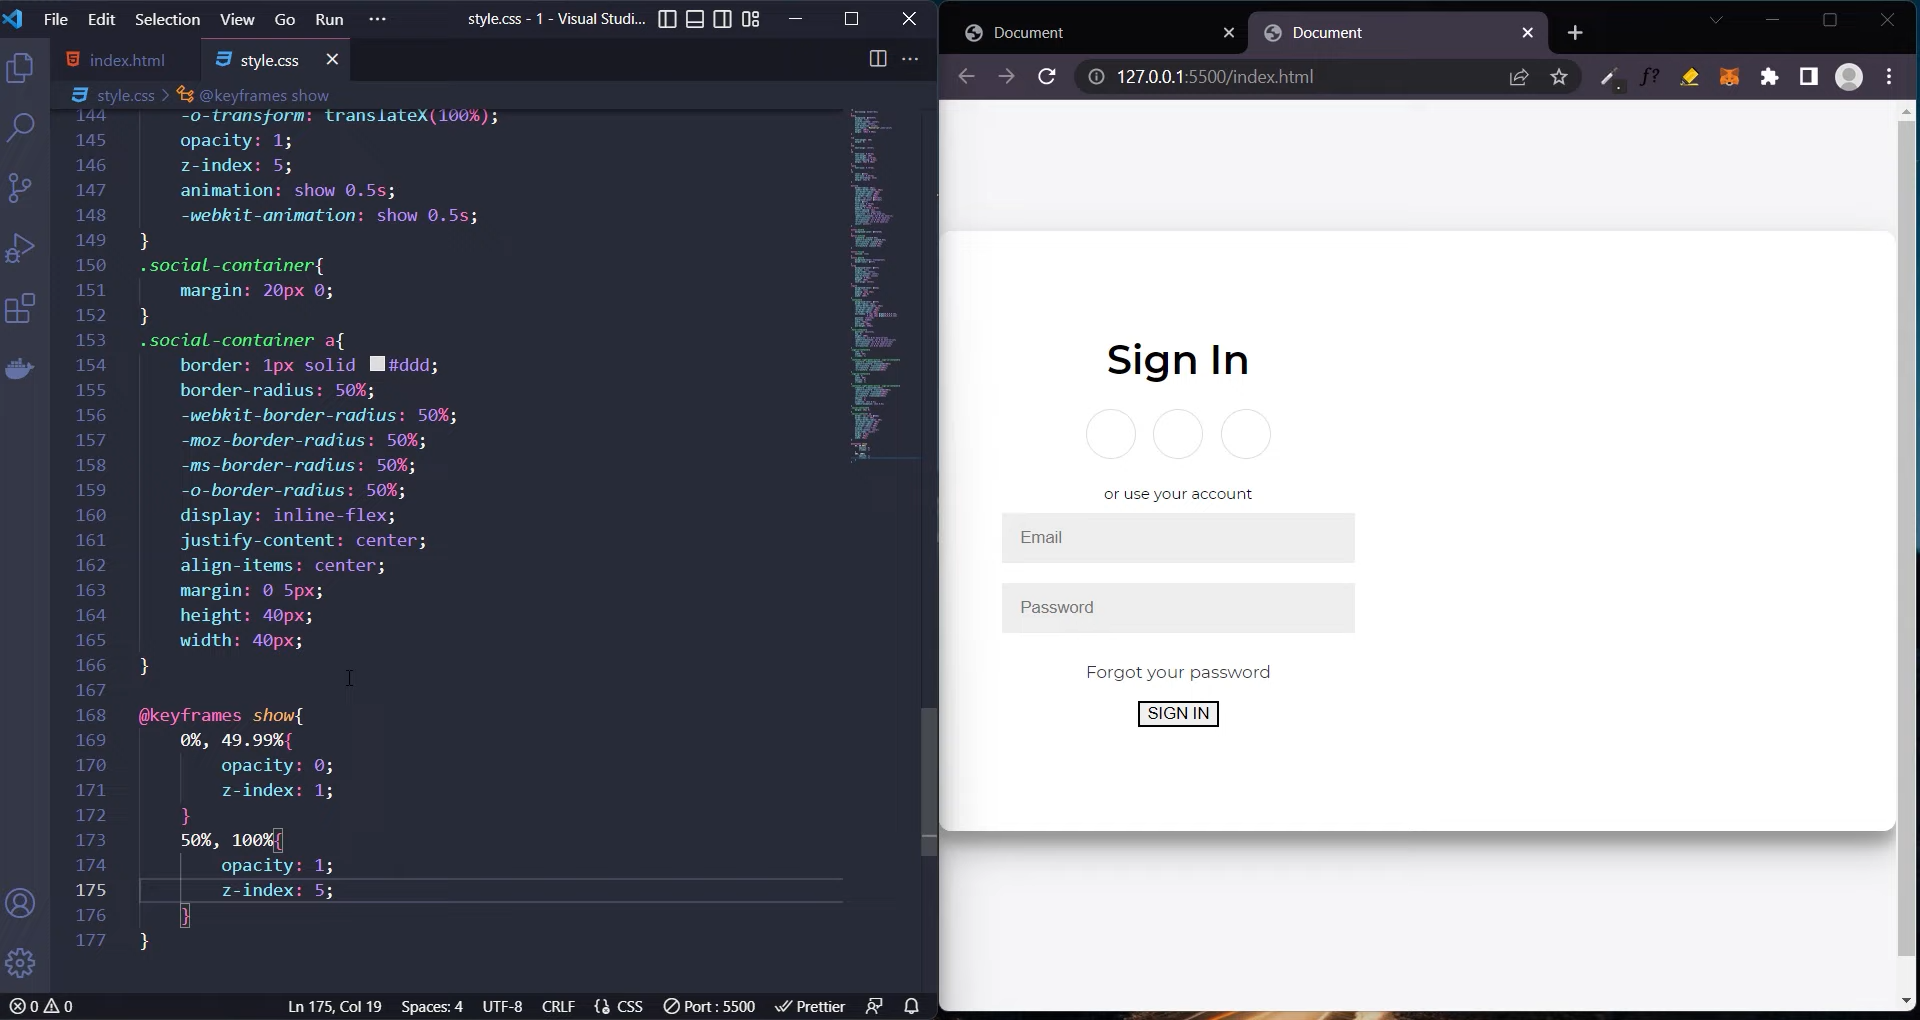 File Edit Selection View Go Run ··· style.css - 1 - Visual Studi...
index.html style.css
style.css > @keyframes show
144 -o-transform: translateX(100%);
145 opacity: 1;
146 z-index: 5;
147 animation: show 0.5s;
148 -webkit-animation: show 0.5s;
149 }
150 .social-container{
151 margin: 20px 0;
152 }
153 .social-container a{
154 border: 1px solid #ddd;
155 border-radius: 50%;
156 -webkit-border-radius: 50%;
157 -moz-border-radius: 50%;
158 -ms-border-radius: 50%;
159 -o-border-radius: 50%;
160 display: inline-flex;
161 justify-content: center;
162 align-items: center;
163 margin: 0 5px;
164 height: 40px;
165 width: 40px;
166 }
167
168 @keyframes show{
169 0%, 49.99%{
170 opacity: 0;
171 z-index: 1;
172 }
173 50%, 100%{
174 opacity: 1;
175 z-index: 5;
176 }
177 }
0 0 Ln 175, Col 19 Spaces: 4 UTF-8 CRLF {} CSS Port : 5500 Prettier
Document Document
127.0.0.1:5500/index.html f?
Sign In
or use your account
Email
Password
Forgot your password
SIGN IN